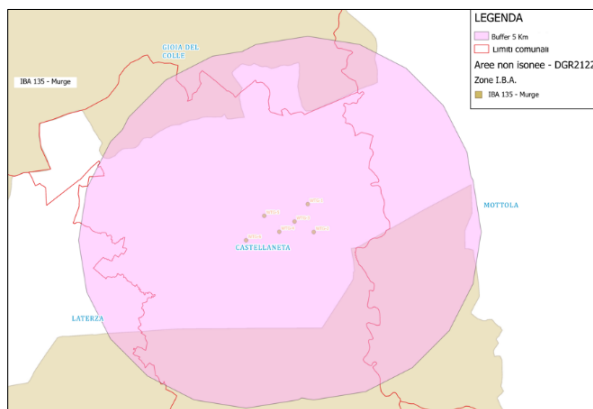 LEGENDA
Buffer 5 Km
Limiti comunali
Aree non isonee - DGR2122
Zone I.B.A.
IBA 135 - Murge
GIOIA DEL
COLLE
IBA 135 - Murge
MOTTOLA
CASTELLANETA
LATERZA